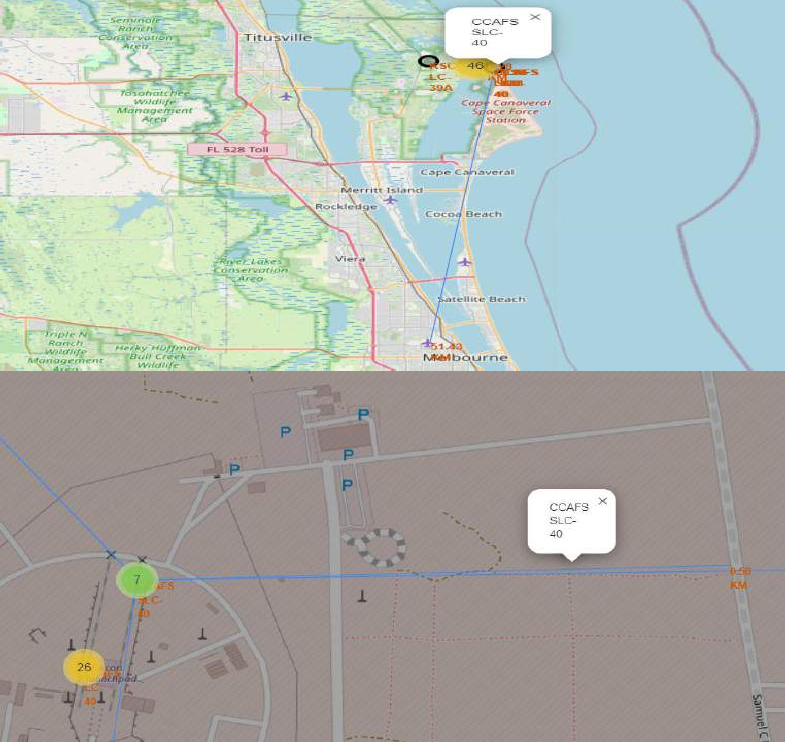 CCAFS
SLC-
40
×
Seminole
Ranch
Conservation
Area
Titusville
46
KSC
LC
39A
40
Tosohatchee
Wildlife
Management
Area
Cape Canaveral
Space Force
Station
FL 528 Toll
Cape Canaveral
Merritt Island
Rockledge
Cocoa Beach
Viera
River Lakes
Conservation
Area
Satellite Beach
Triple N
Ranch
Wildlife
Management
Area
Herky Huffman
Bull Creek
Wildlife
51.43
KM
Melbourne
P
P
P
P
P
CCAFS
SLC-
40
×
7
SLC-
40
0.58
KM
26
LC
40
Samuel C